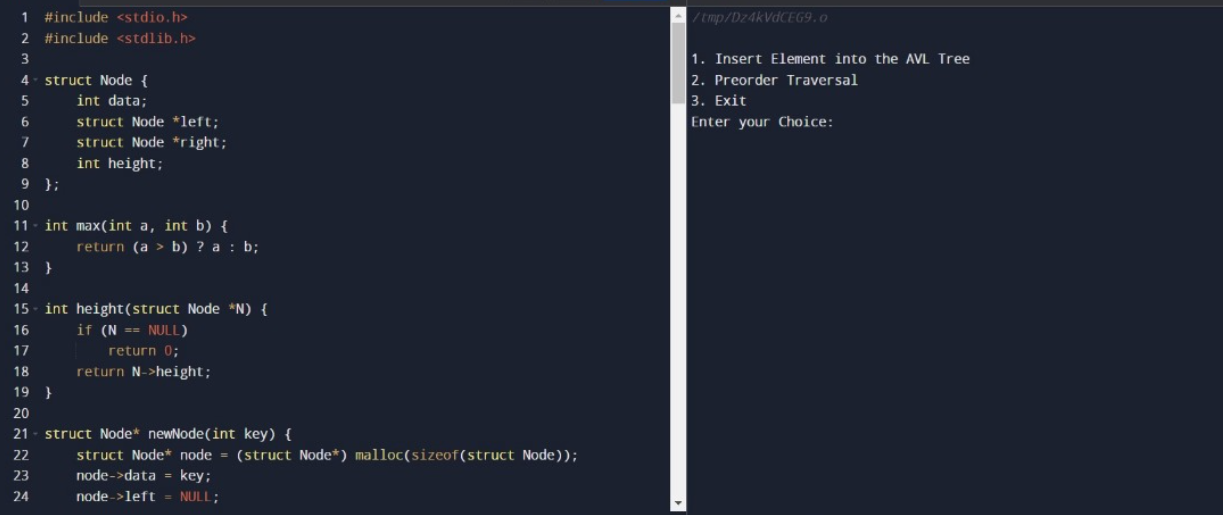 1 #include <stdio.h>
2 #include <stdlib.h>
3
4 struct Node {
5 int data;
6 struct Node *left;
7 struct Node *right;
8 int height;
9 };
10
11 int max(int a, int b) {
12 return (a > b) ? a : b;
13 }
14
15 int height(struct Node *N) {
16 if (N == NULL)
17 return 0;
18 return N->height;
19 }
20
21 struct Node* newNode(int key) {
22 struct Node* node = (struct Node*) malloc(sizeof(struct Node));
23 node->data = key;
24 node->left = NULL;
/tmp/Dz4kVdCEG9.o
1. Insert Element into the AVL Tree
2. Preorder Traversal
3. Exit
Enter your Choice: